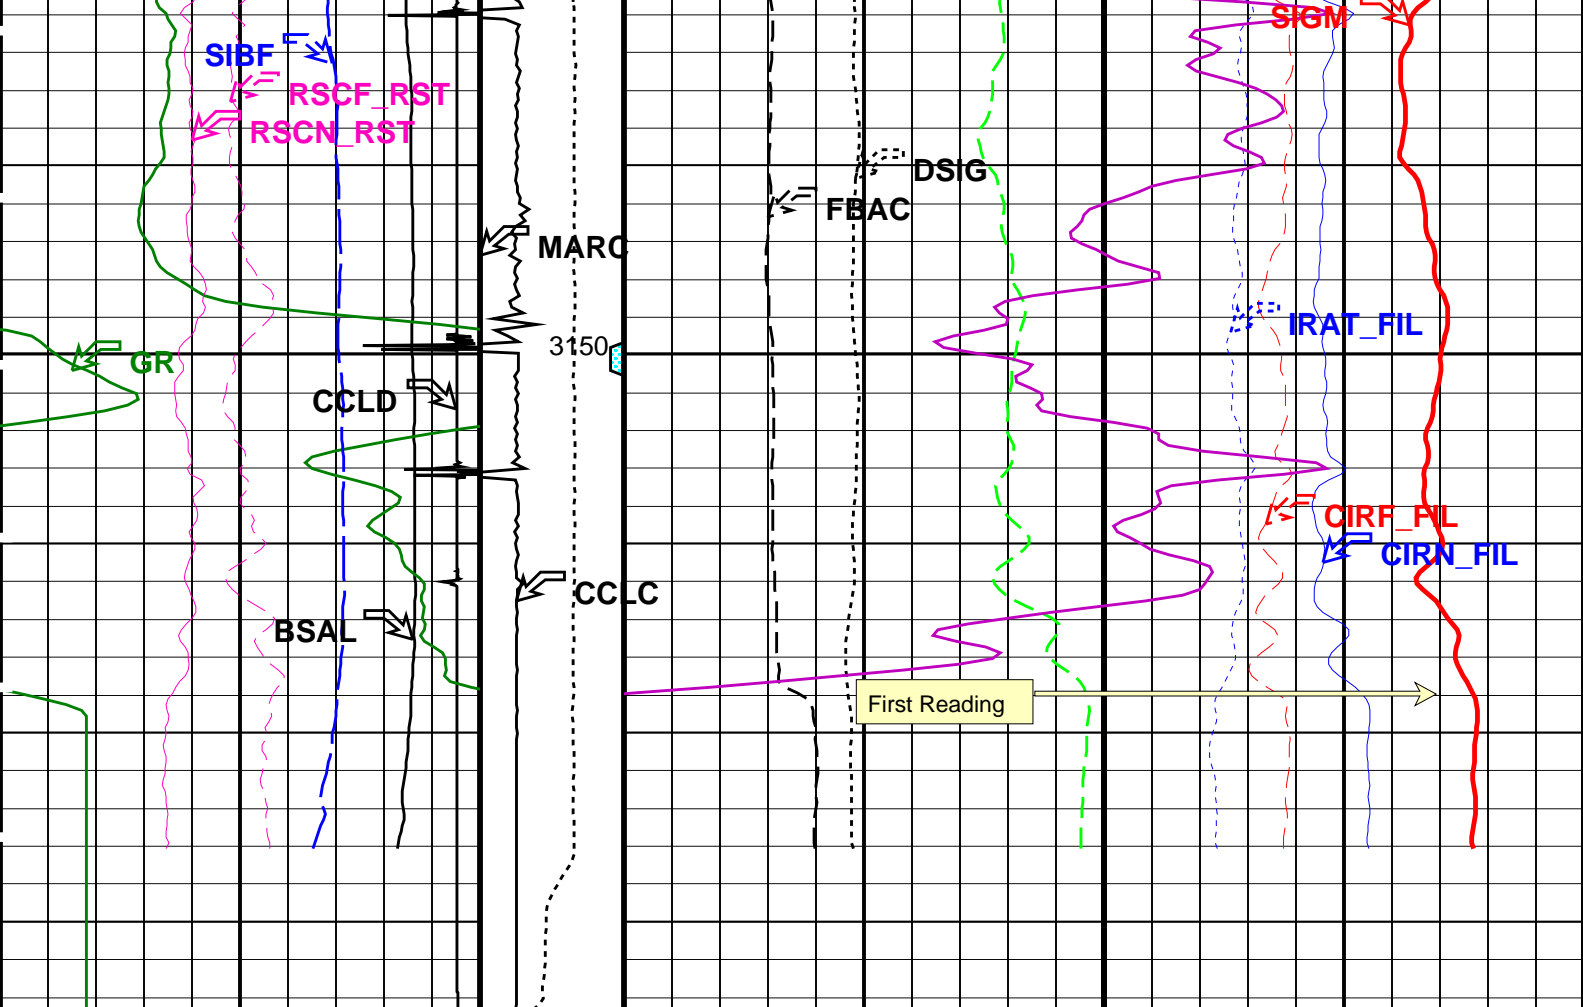 SIGM
SIBF
RSCF_RST
RSCN_RST
DSIG
FBAC
MARC
IRAT_FIL
3150
GR
CCLD
CIRF_FIL
CIRN_FIL
CCLC
BSAL
First Reading